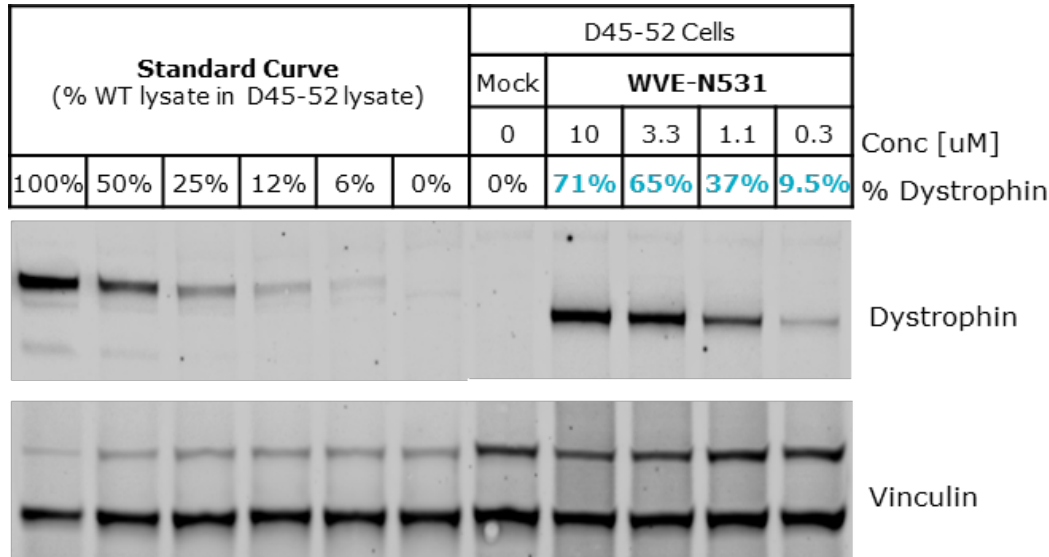 Standard Curve
(% WT lysate in D45-52 lysate)
D45-52 Cells
Mock
WVE-N531
0 10 3.3 1.1 0.3 Conc [uM]
100% 50% 25% 12% 6% 0% 0% 71% 65% 37% 9.5% % Dystrophin
Dystrophin
Vinculin